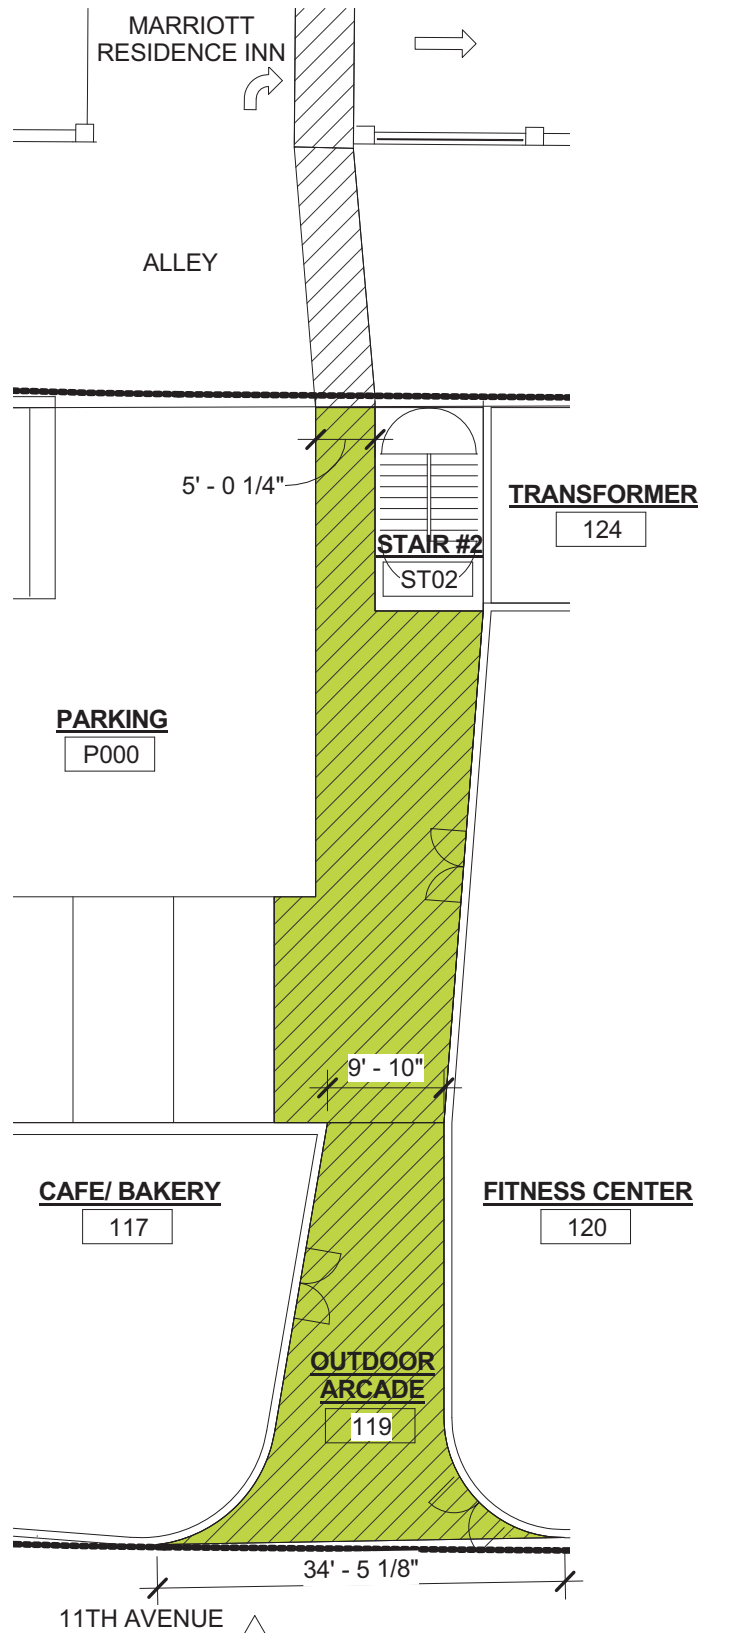 MARRIOTT
RESIDENCE INN
ALLEY
5' - 0 1/4"
TRANSFORMER
124
STAIR #2
ST02
PARKING
P000
9' - 10"
CAFE/ BAKERY
117
FITNESS CENTER
120
OUTDOOR
ARCADE
119
34' - 5 1/8"
11TH AVENUE